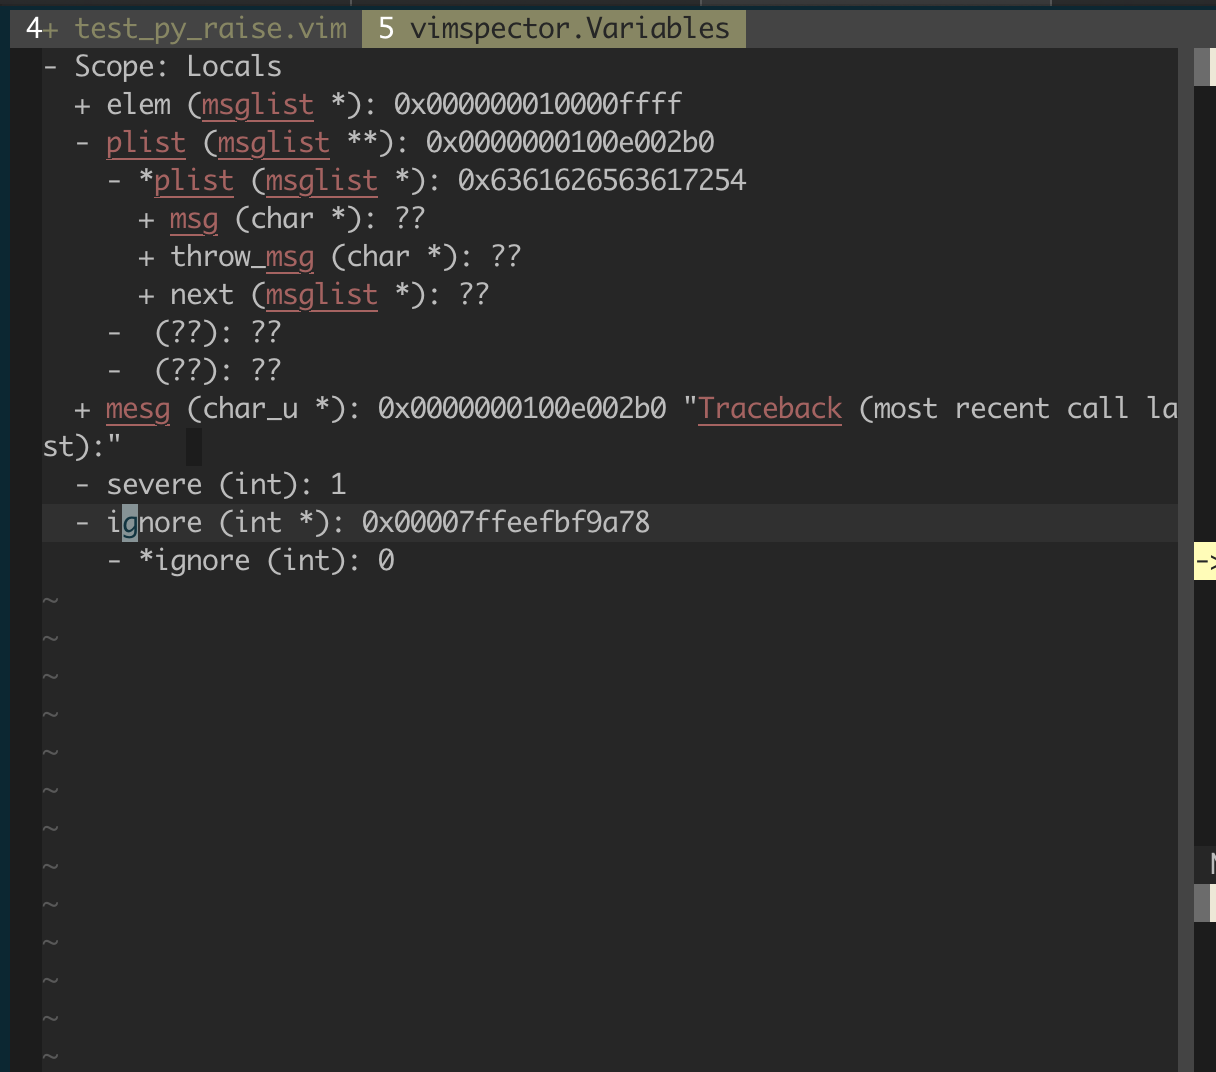 4+ test_py_raise.vim 5 vimspector.Variables
- Scope: Locals
+ elem (msglist *): 0x000000010000ffff
- plist (msglist **): 0x0000000100e002b0
- *plist (msglist *): 0x6361626563617254
+ msg (char *): ??
+ throw_msg (char *): ??
+ next (msglist *): ??
- (??): ??
- (??): ??
+ mesg (char_u *): 0x0000000100e002b0 "Traceback (most recent call la
st):"
- severe (int): 1
- ignore (int *): 0x00007ffeefbf9a78
- *ignore (int): 0
~
~
~
~
~
~
~
~
~
~
~
~
~